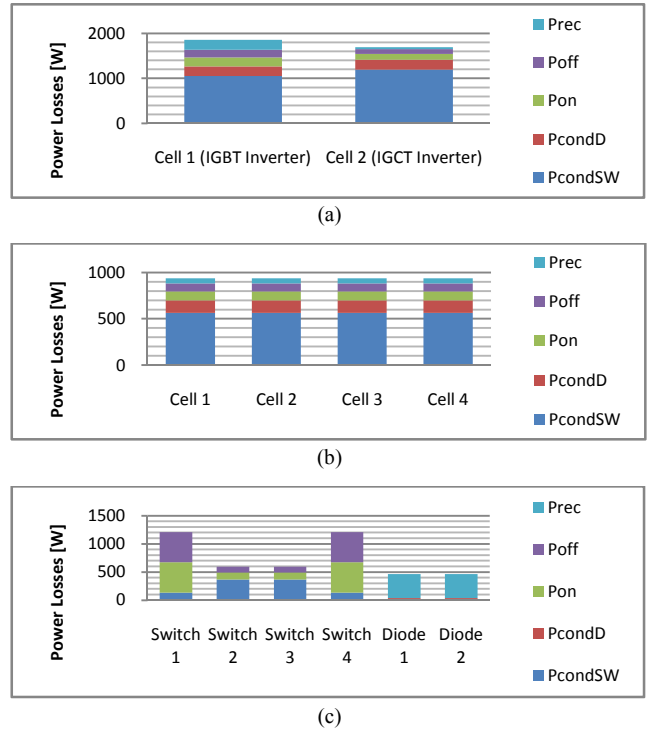 Power Losses [W]
2000
1000
0
Cell 1 (IGBT Inverter)
Cell 2 (IGCT Inverter)
Prec
Poff
Pon
PcondD
PcondSW
(a)
Power Losses [W]
1000
500
0
Cell 1
Cell 2
Cell 3
Cell 4
Prec
Poff
Pon
PcondD
PcondSW
(b)
Power Losses [W]
1500
1000
500
0
Switch 1
Switch 2
Switch 3
Switch 4
Diode 1
Diode 2
Prec
Poff
Pon
PcondD
PcondSW
(c)